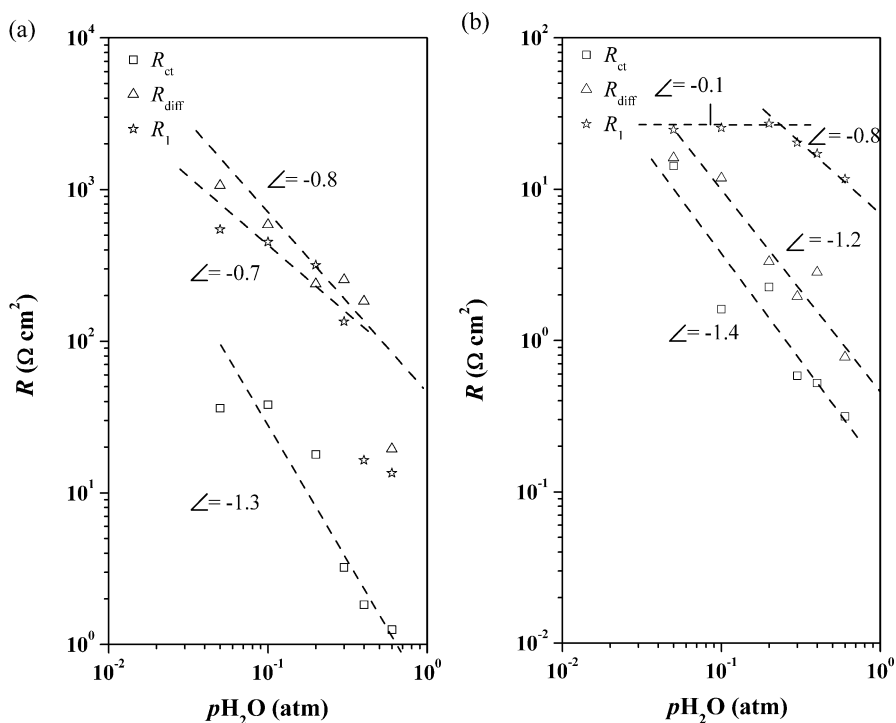 (a)
R_ct
R_diff
R_1
∠= -0.8
∠= -0.7
∠= -1.3
10^4
10^3
10^2
10^1
10^0
10^-2
10^-1
10^0
R (Ω cm^2)
pH_2O (atm)
(b)
R_ct
R_diff
R_1
∠= -0.1
∠= -0.8
∠= -1.2
∠= -1.4
10^2
10^1
10^0
10^-1
10^-2
10^-2
10^-1
10^0
R (Ω cm^2)
pH_2O (atm)